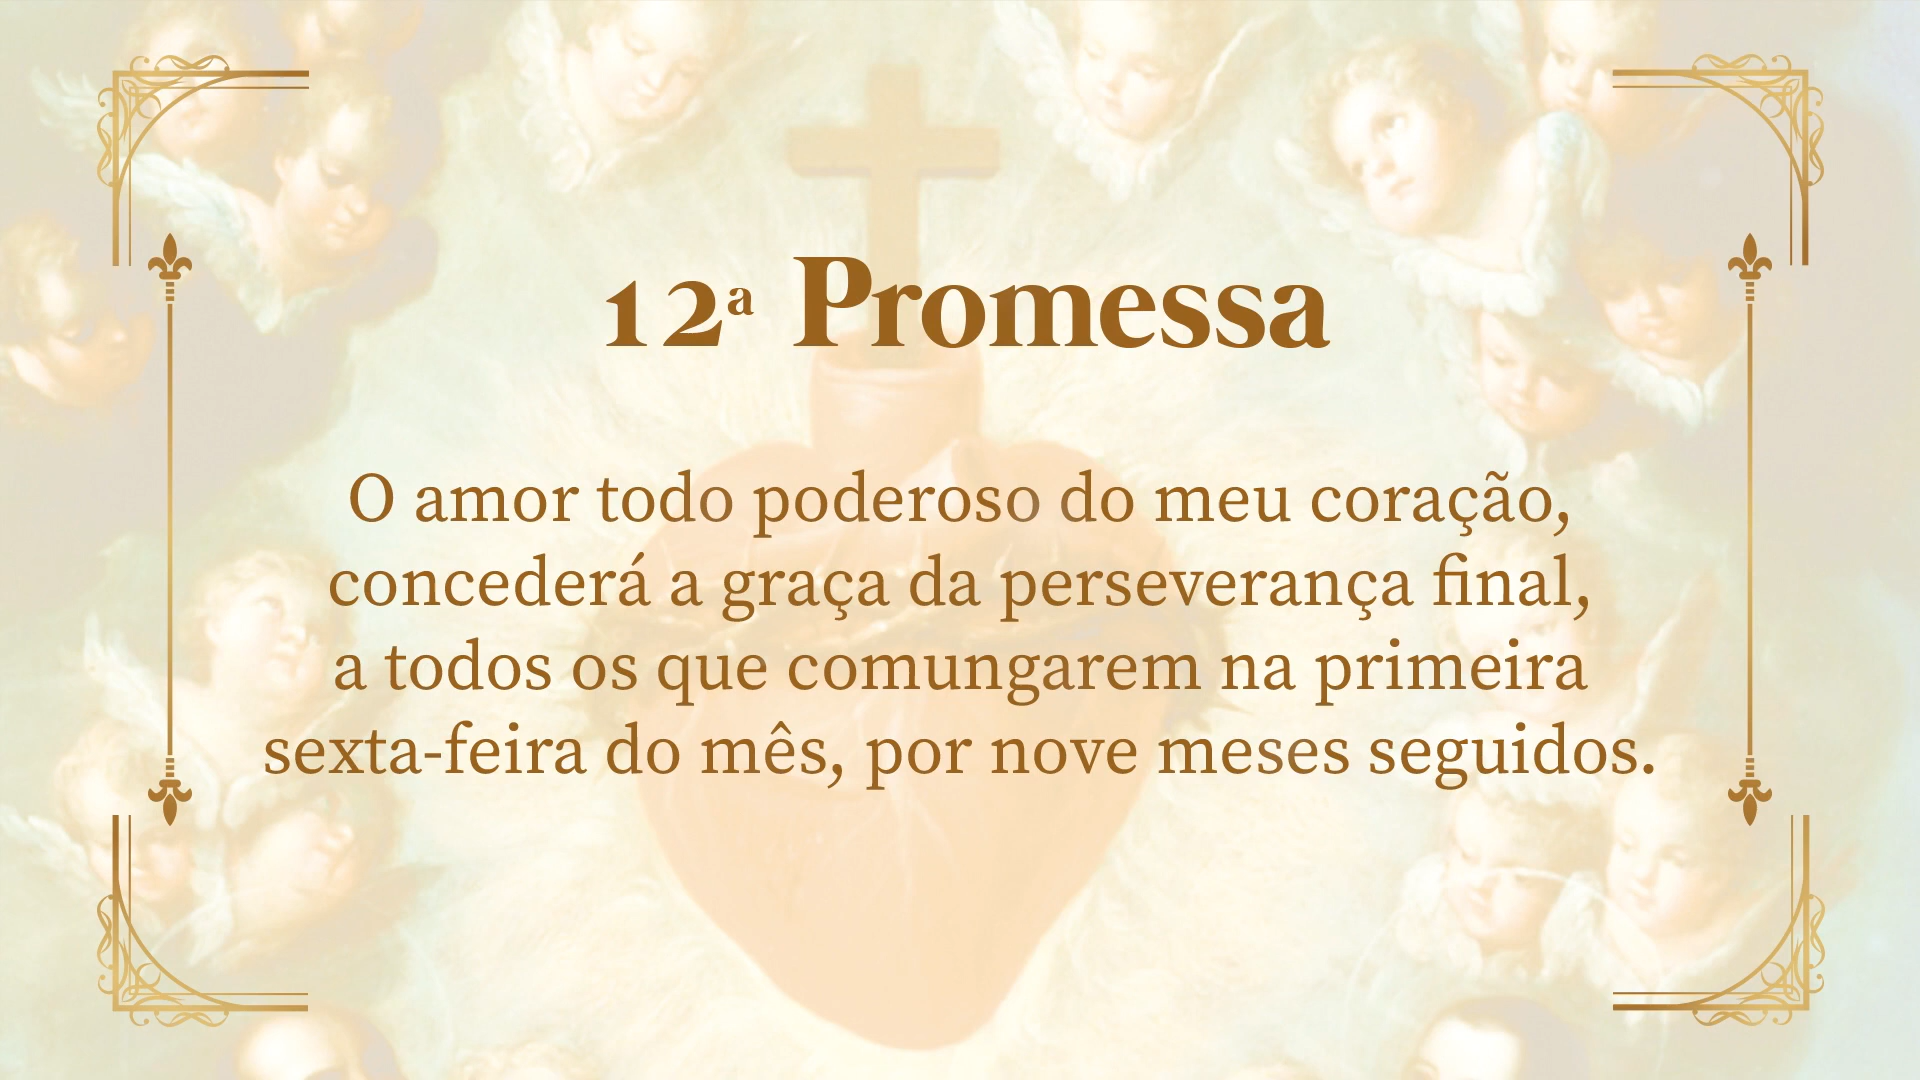 12ª Promessa
O amor todo poderoso do meu coração,
concederá a graça da perseverança final,
a todos os que comungarem na primeira
sexta-feira do mês, por nove meses seguidos.